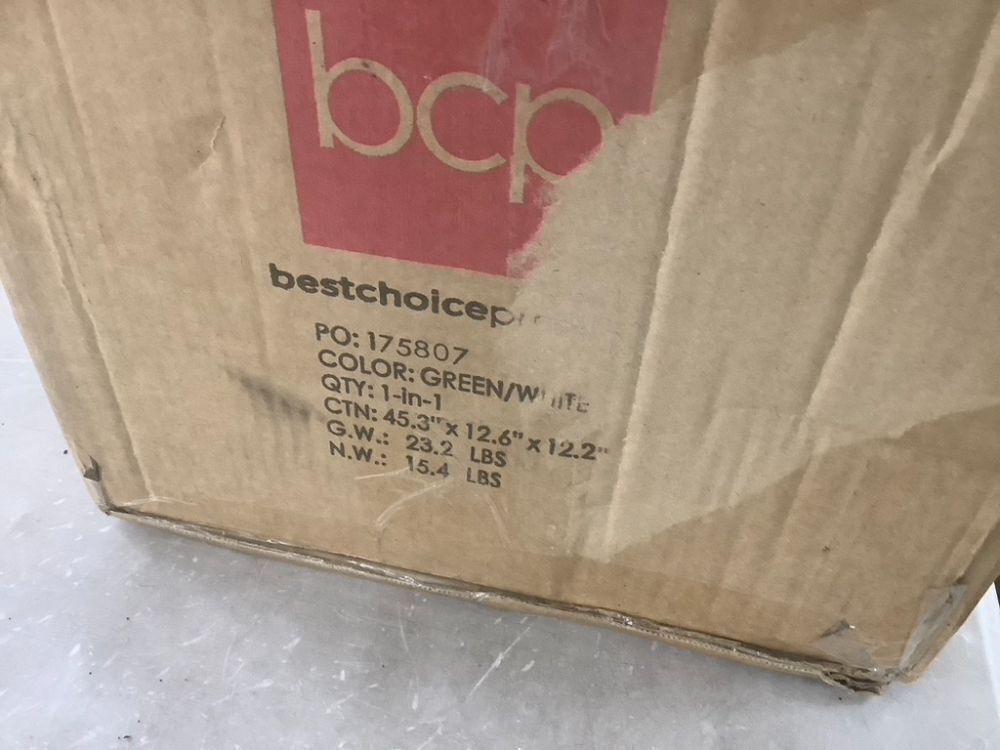 bcp
bestchoicep
PO: 175807
COLOR: GREEN/WHITE
QTY: 1-in-1
CTN: 45.3" x 12.6" x 12.2"
G.W.: 23.2 LBS
N.W.: 15.4 LBS